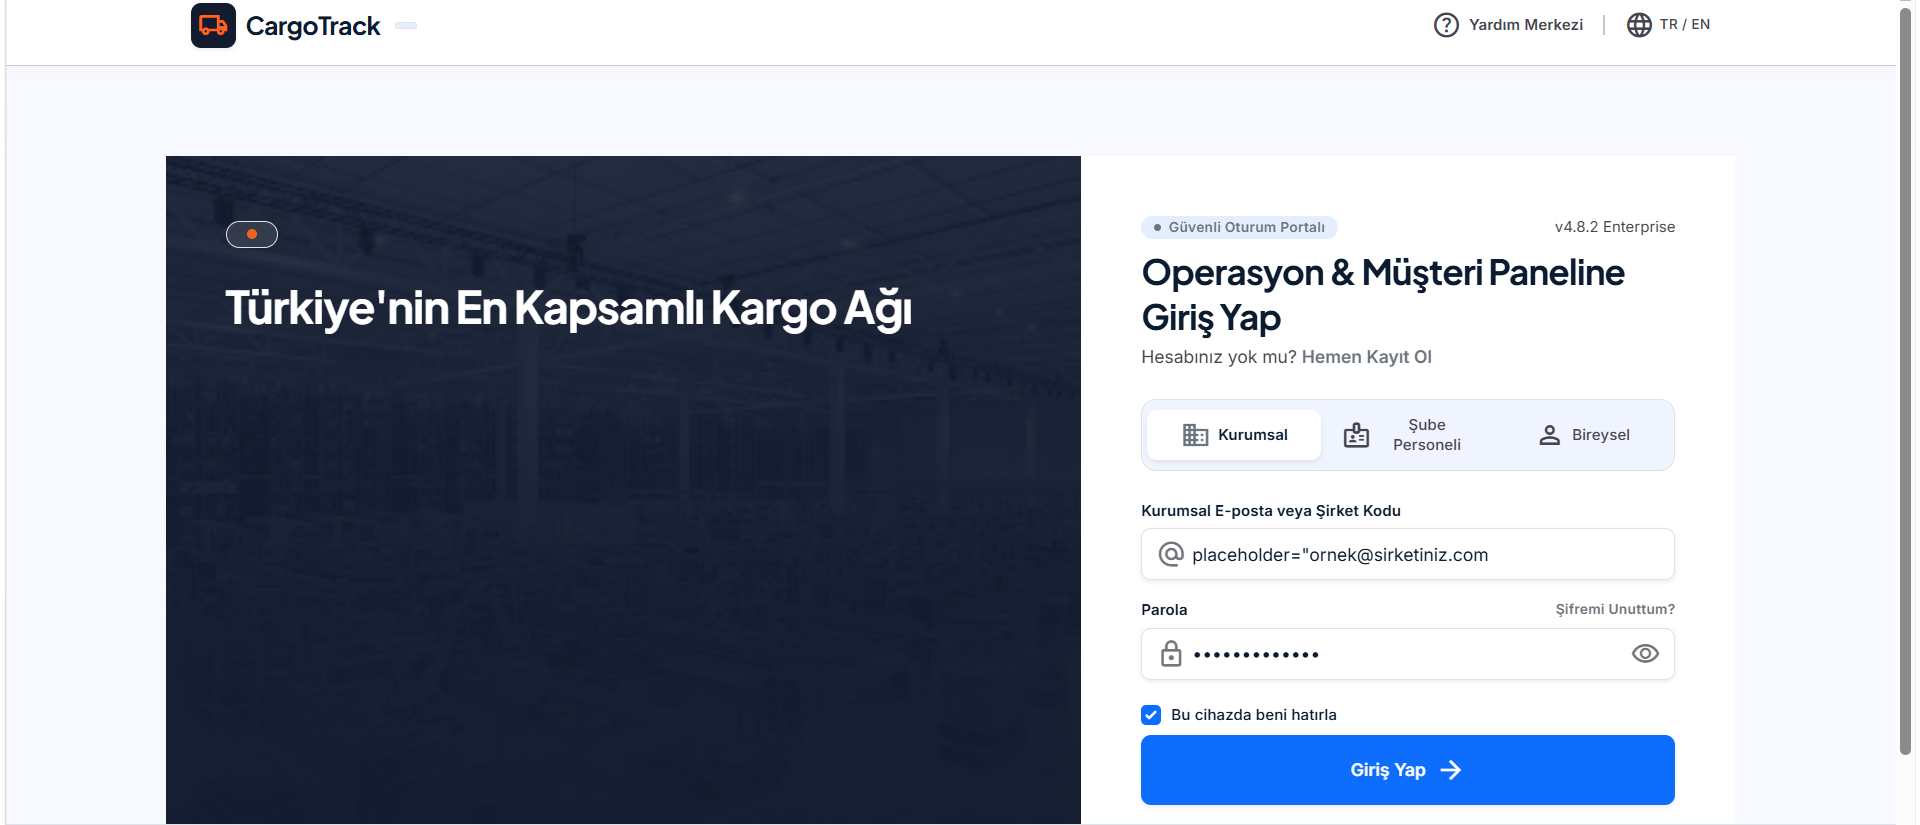 CargoTrack
Yardım Merkezi
TR / EN
Türkiye'nin En Kapsamlı Kargo Ağı
Güvenli Oturum Portalı
v4.8.2 Enterprise
Operasyon & Müşteri Paneline
Giriş Yap
Hesabınız yok mu? Hemen Kayıt Ol
Kurumsal
Şube
Personeli
Bireysel
Kurumsal E-posta veya Şirket Kodu
placeholder="ornek@sirketiniz.com
Parola
Şifremi Unuttum?
•••••••••••••
Bu cihazda beni hatırla
Giriş Yap